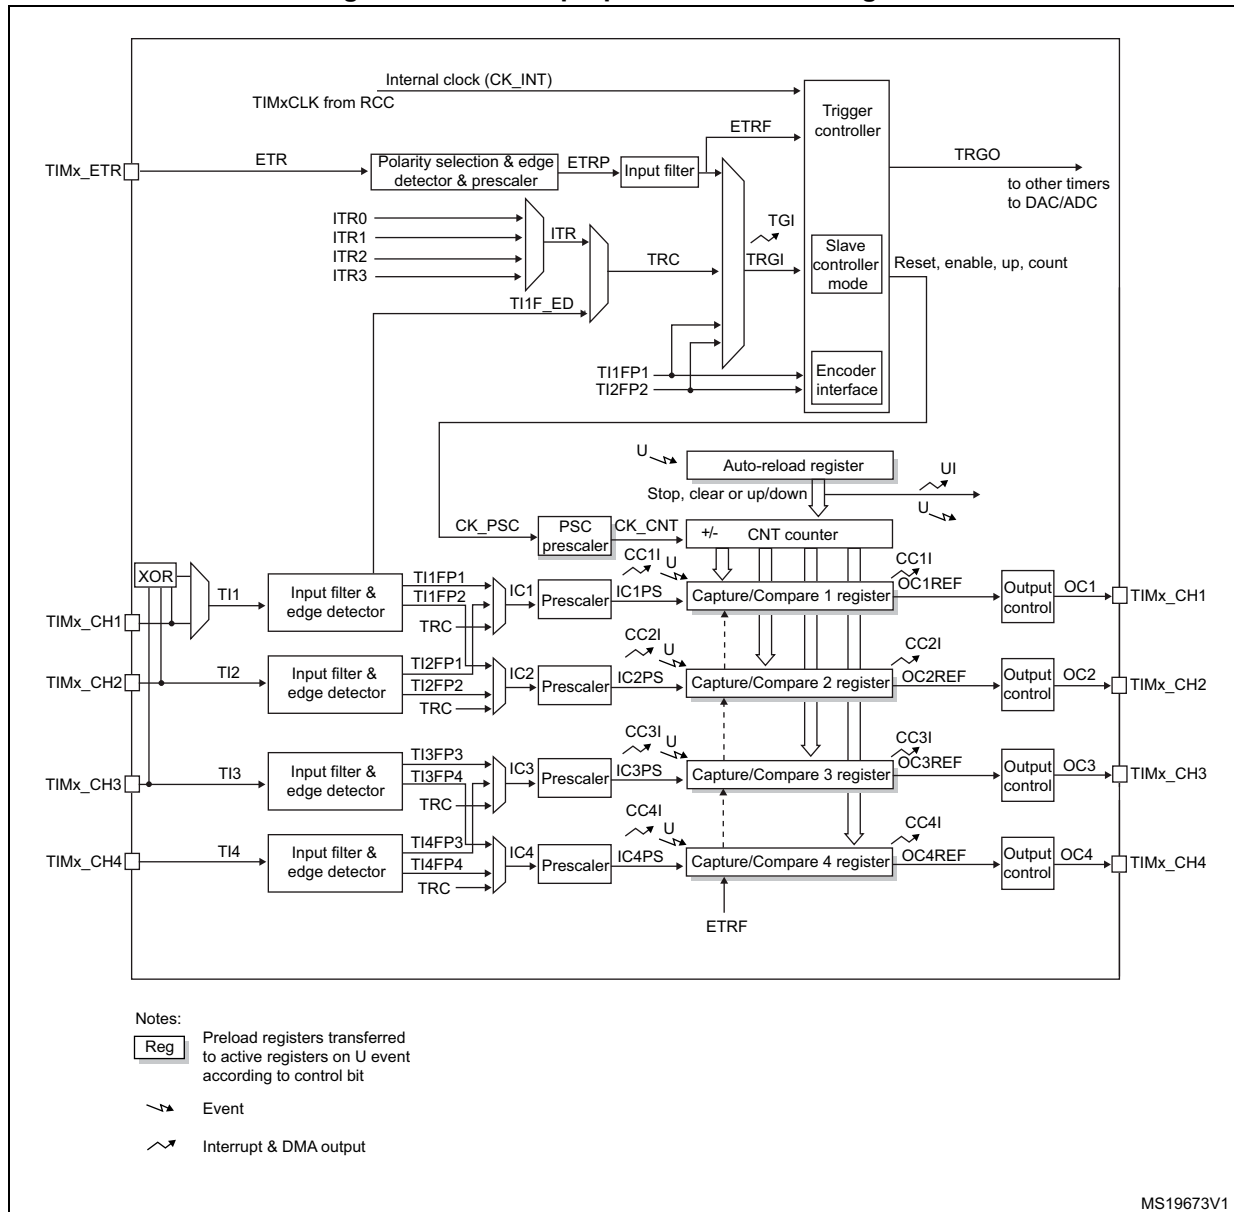 Internal clock (CK_INT)
TIMxCLK from RCC
Trigger
controller
ETRF
TIMx_ETR
ETR
Polarity selection & edge
detector & prescaler
ETRP
Input filter
TRGO
to other timers
to DAC/ADC
ITR0
ITR1
ITR2
ITR3
ITR
TRC
TGI
TRGI
Slave
controller
mode
Reset, enable, up, count
TI1F_ED
TI1FP1
TI2FP2
Encoder
interface
U
Auto-reload register
Stop, clear or up/down
UI
U
CK_PSC
PSC
prescaler
CK_CNT
+/-
CNT counter
XOR
TI1
TIMx_CH1
Input filter &
edge detector
TI1FP1
TI1FP2
TRC
IC1
Prescaler
IC1PS
CC1I
U
Capture/Compare 1 register
CC1I
OC1REF
Output
control
OC1
TIMx_CH1
TIMx_CH2
TI2
Input filter &
edge detector
TI2FP1
TI2FP2
TRC
IC2
Prescaler
IC2PS
CC2I
U
Capture/Compare 2 register
CC2I
OC2REF
Output
control
OC2
TIMx_CH2
TIMx_CH3
TI3
Input filter &
edge detector
TI3FP3
TI3FP4
TRC
IC3
Prescaler
IC3PS
CC3I
U
Capture/Compare 3 register
CC3I
OC3REF
Output
control
OC3
TIMx_CH3
TIMx_CH4
TI4
Input filter &
edge detector
TI4FP3
TI4FP4
TRC
IC4
Prescaler
IC4PS
CC4I
U
Capture/Compare 4 register
CC4I
OC4REF
Output
control
OC4
TIMx_CH4
ETRF
Notes:
Reg
Preload registers transferred
to active registers on U event
according to control bit
Event
Interrupt & DMA output
MS19673V1